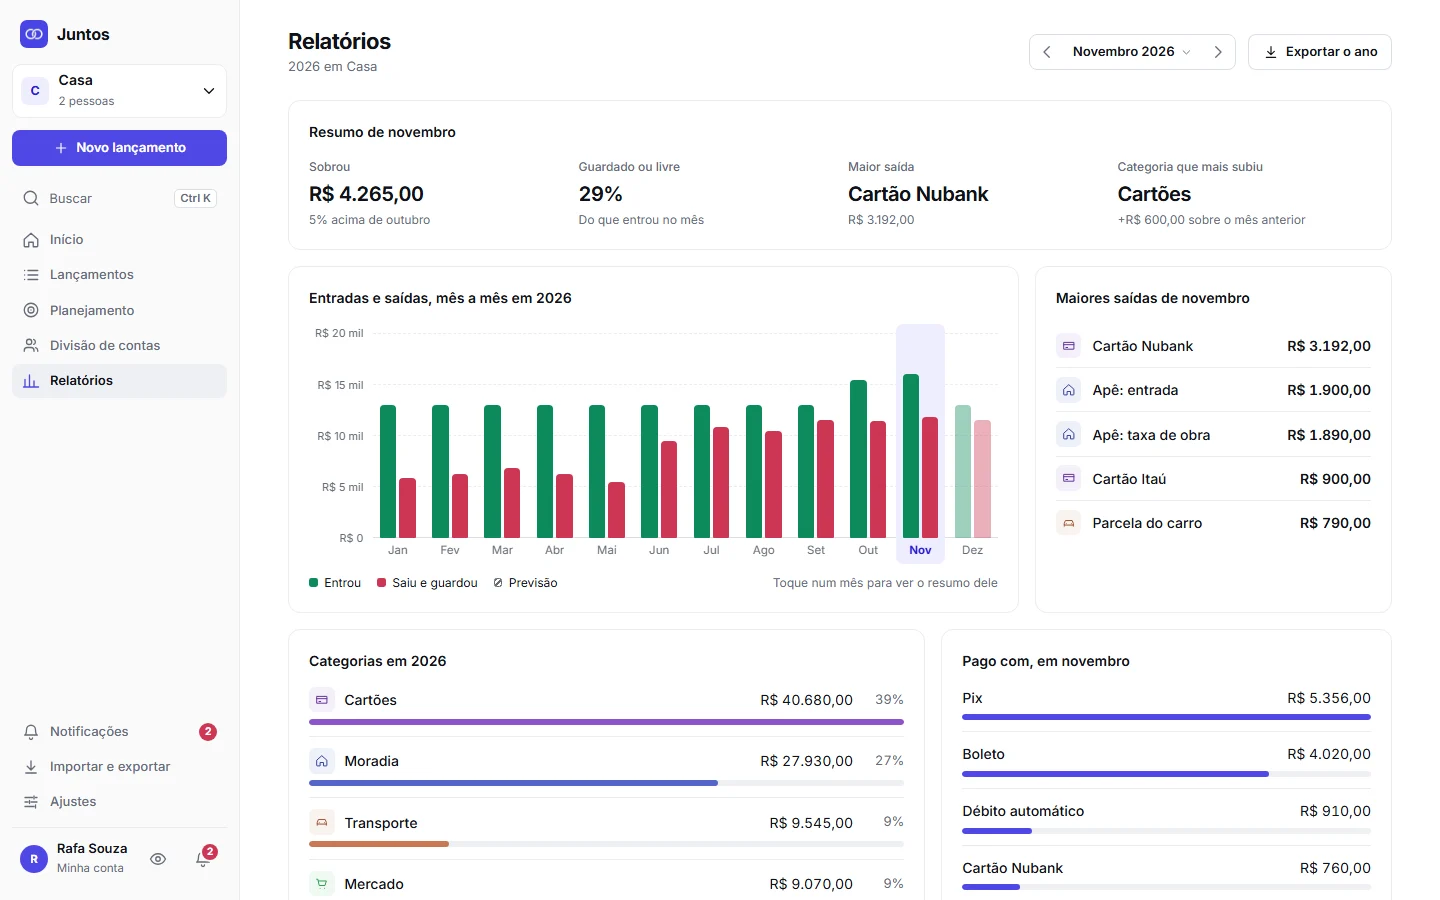 Juntos
C
Casa
2 pessoas
Novo lançamento
Buscar
Ctrl K
Início
Lançamentos
Planejamento
Divisão de contas
Relatórios
Notificações
2
Importar e exportar
Ajustes
R
Rafa Souza
Minha conta
2
Relatórios
2026 em Casa
Novembro 2026
Exportar o ano
Resumo de novembro
Sobrou
R$ 4.265,00
5% acima de outubro
Guardado ou livre
29%
Do que entrou no mês
Maior saída
Cartão Nubank
R$ 3.192,00
Categoria que mais subiu
Cartões
+R$ 600,00 sobre o mês anterior
Entradas e saídas, mês a mês em 2026
R$ 20 mil
R$ 15 mil
R$ 10 mil
R$ 5 mil
R$ 0
Jan Fev Mar Abr Mai Jun Jul Ago Set Out Nov Dez
Entrou Saiu e guardou Previsão
Toque num mês para ver o resumo dele
Maiores saídas de novembro
Cartão Nubank R$ 3.192,00
Apê: entrada R$ 1.900,00
Apê: taxa de obra R$ 1.890,00
Cartão Itaú R$ 900,00
Parcela do carro R$ 790,00
Categorias em 2026
Cartões R$ 40.680,00 39%
Moradia R$ 27.930,00 27%
Transporte R$ 9.545,00 9%
Mercado R$ 9.070,00 9%
Pago com, em novembro
Pix R$ 5.356,00
Boleto R$ 4.020,00
Débito automático R$ 910,00
Cartão Nubank R$ 760,00